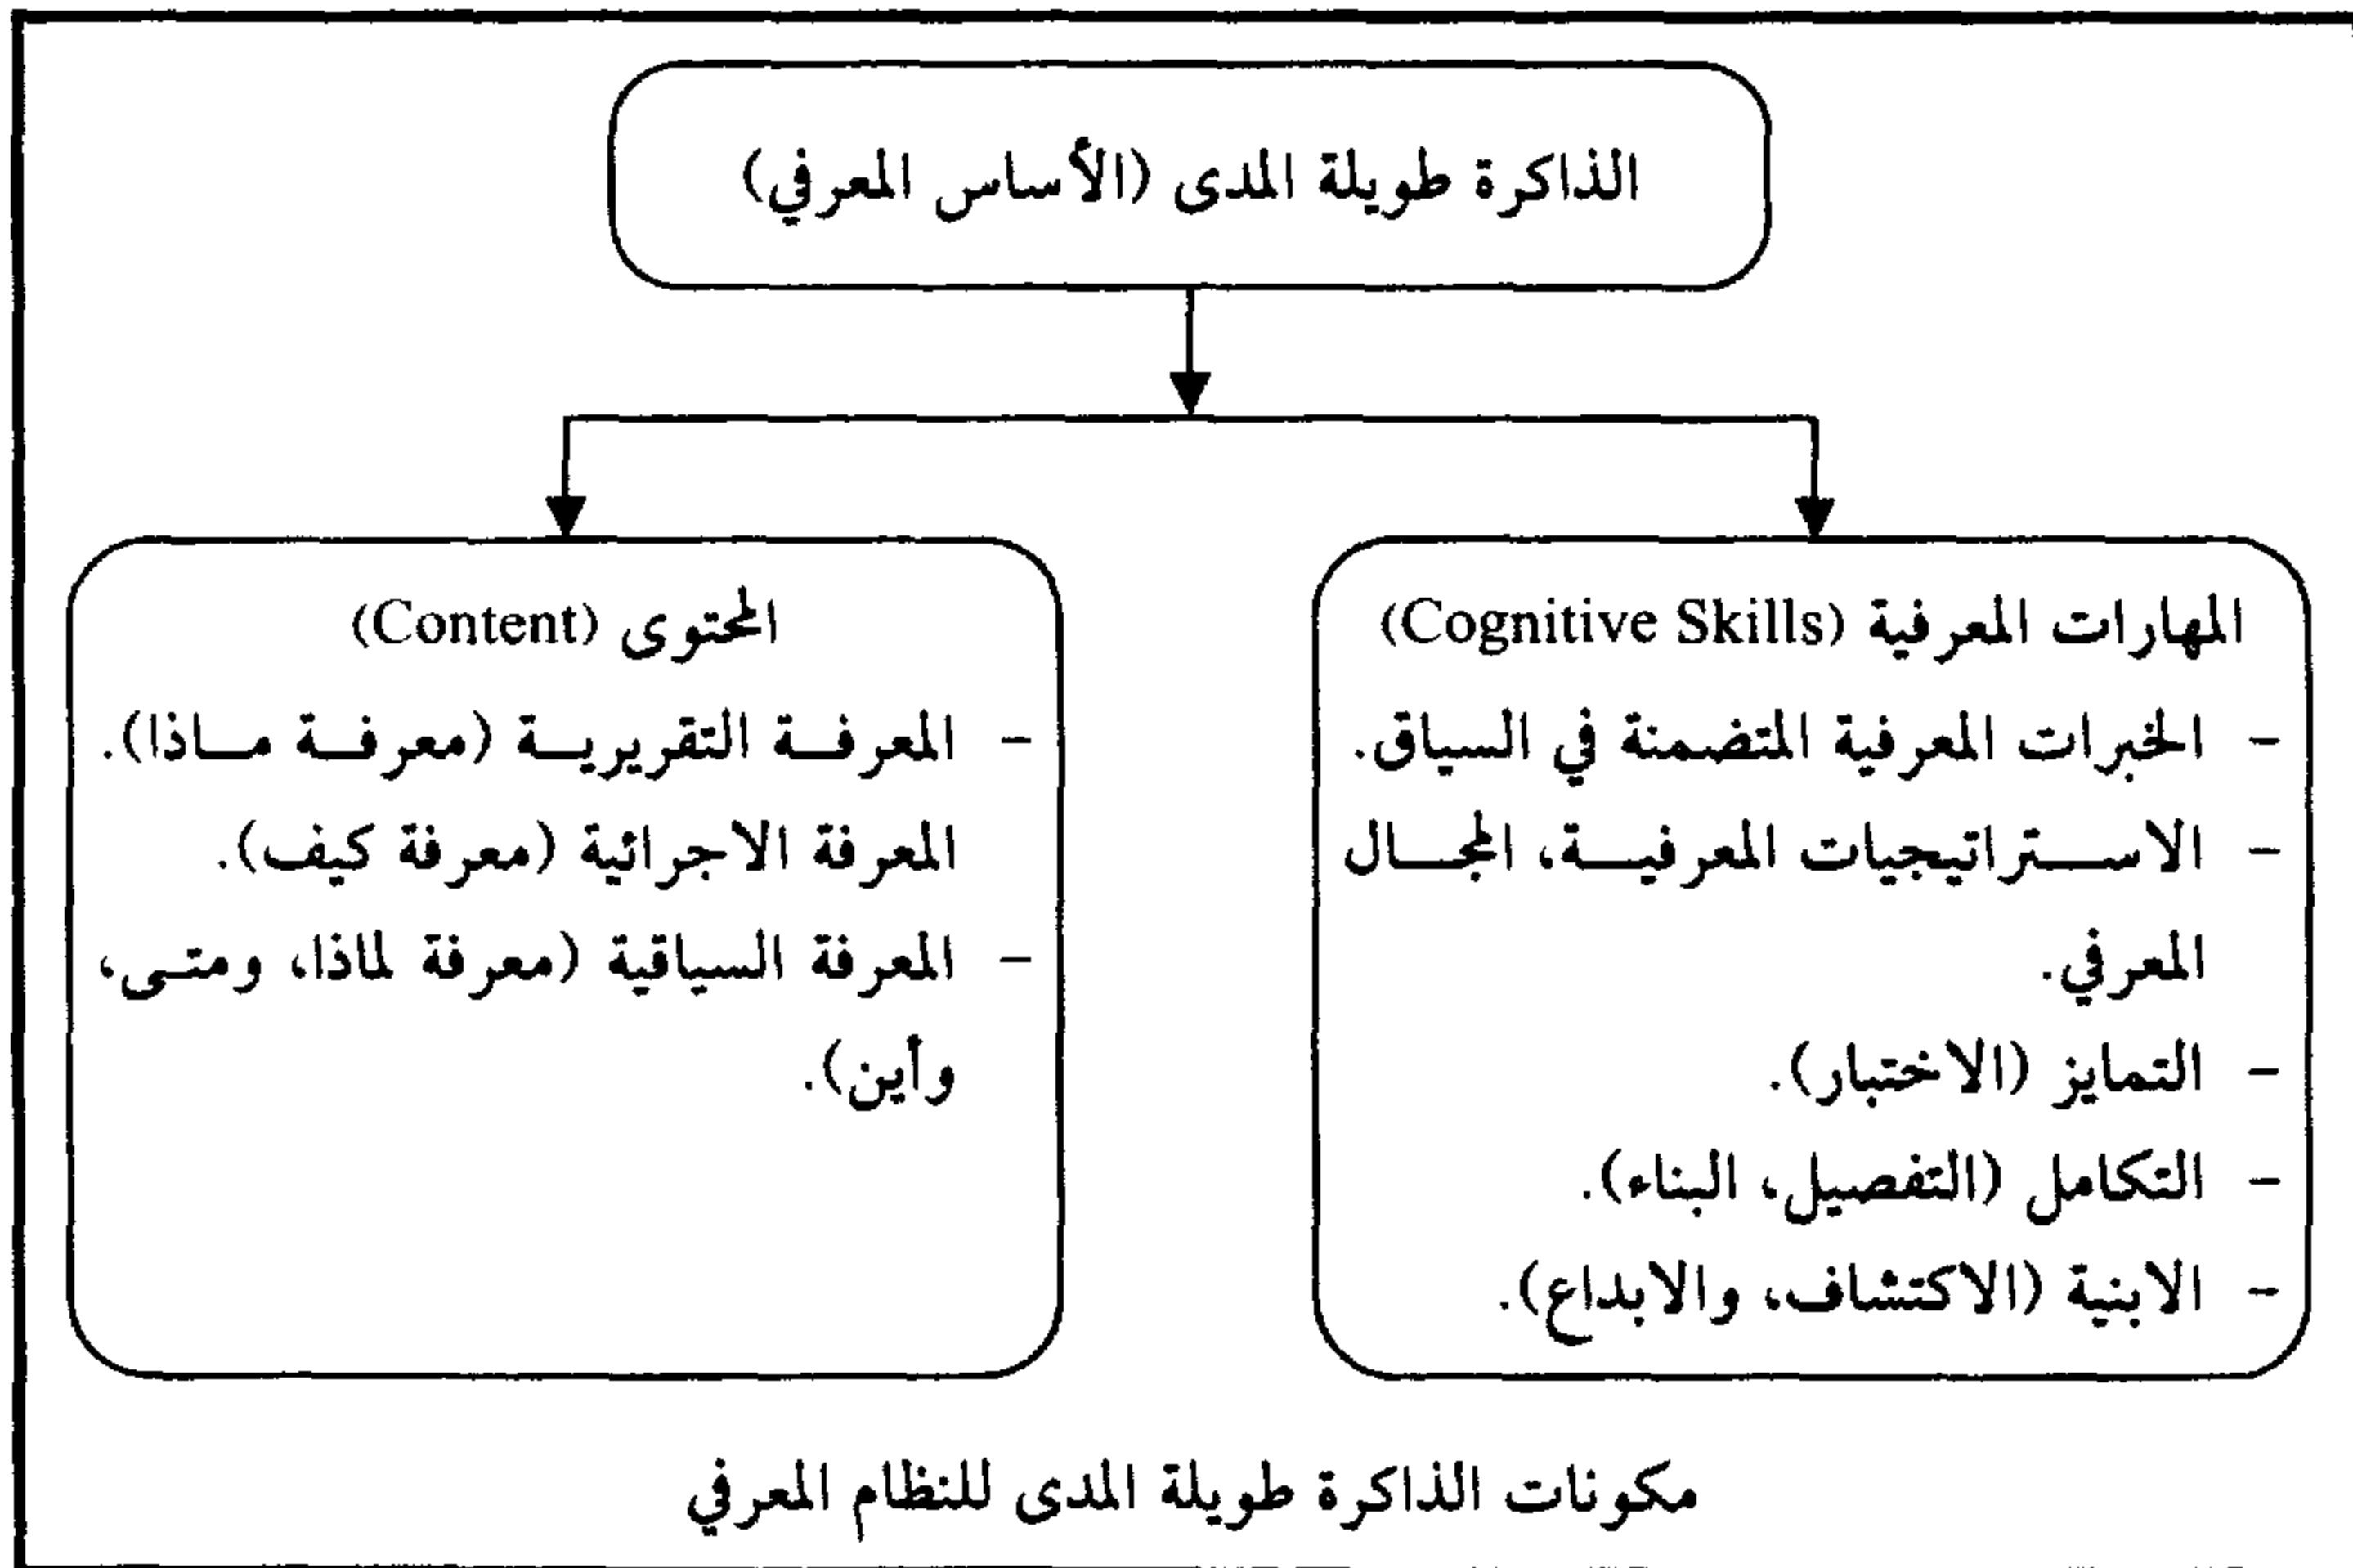 الذاكرة طويلة المدى (الأساس المعرفي)
المهارات المعرفية (Cognitive Skills)
- الخبرات المعرفية المتضمنة في السياق.
- الاستراتيجيات المعرفية، المجال
المعرفي.
- التمايز (الاختبار).
- التكامل (التفصيل، البناء).
- الابنية (الاكتشاف، والابداع).
المحتوى (Content)
- المعرفة التقريرية (معرفة ماذا).
المعرفة الاجرائية (معرفة كيف).
- المعرفة السياقية (معرفة لماذا، ومتى،
وأين).
مكونات الذاكرة طويلة المدى للنظام المعرفي